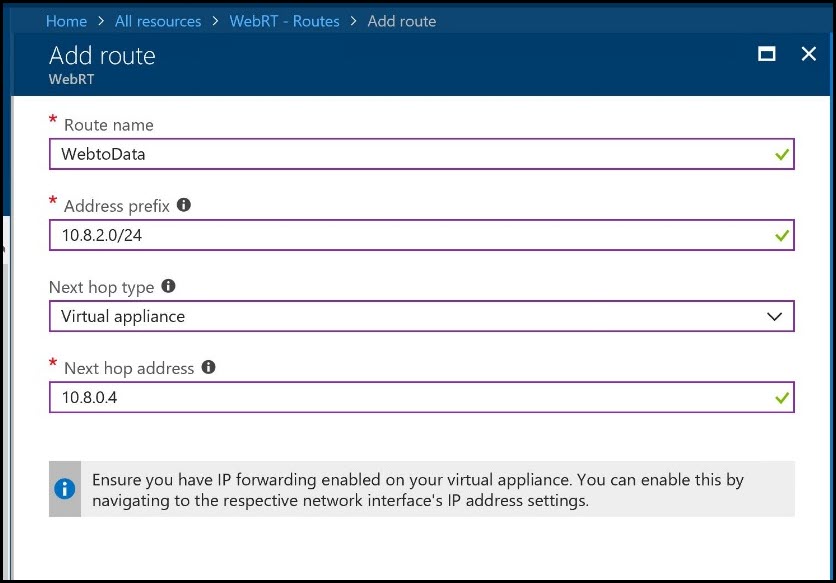 Home > All resources > WebRT - Routes > Add route
Add route
WebRT
* Route name
WebtoData
* Address prefix
10.8.2.0/24
Next hop type
Virtual appliance
* Next hop address
10.8.0.4
Ensure you have IP forwarding enabled on your virtual appliance. You can enable this by
navigating to the respective network interface's IP address settings.